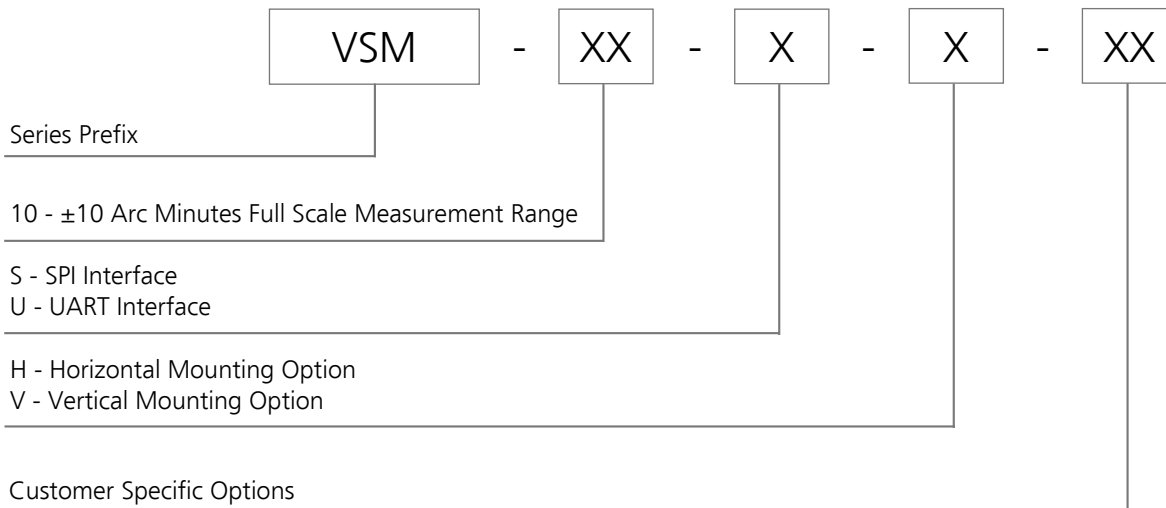 VSM - XX - X - X - XX
Series Prefix
10 - ±10 Arc Minutes Full Scale Measurement Range
S - SPI Interface
U - UART Interface
H - Horizontal Mounting Option
V - Vertical Mounting Option
Customer Specific Options